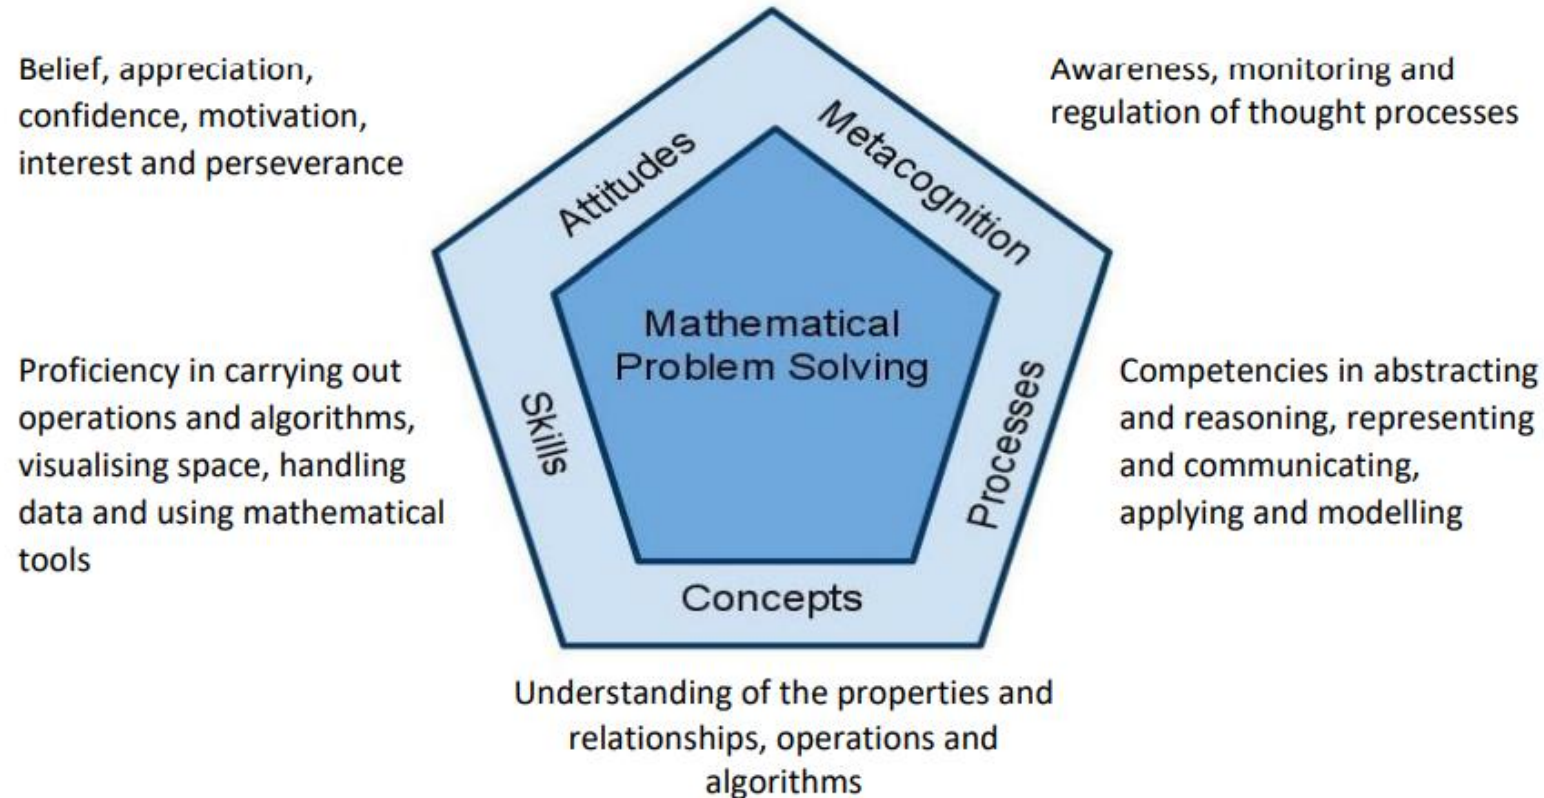 Belief, appreciation,
confidence, motivation,
interest and perseverance
Attitudes
Metacognition
Awareness, monitoring and
regulation of thought processes
Mathematical
Problem Solving
Proficiency in carrying out
operations and algorithms,
visualising space, handling
data and using mathematical
tools
Skills
Processes
Competencies in abstracting
and reasoning, representing
and communicating,
applying and modelling
Concepts
Understanding of the properties and
relationships, operations and
algorithms